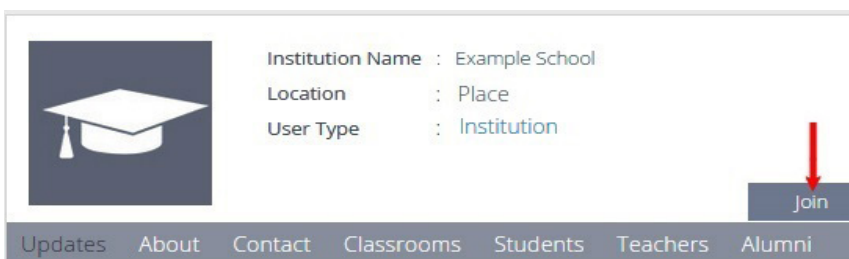 Institution Name : Example School
Location : Place
User Type : Institution
Join
Updates About Contact Classrooms Students Teachers Alumni